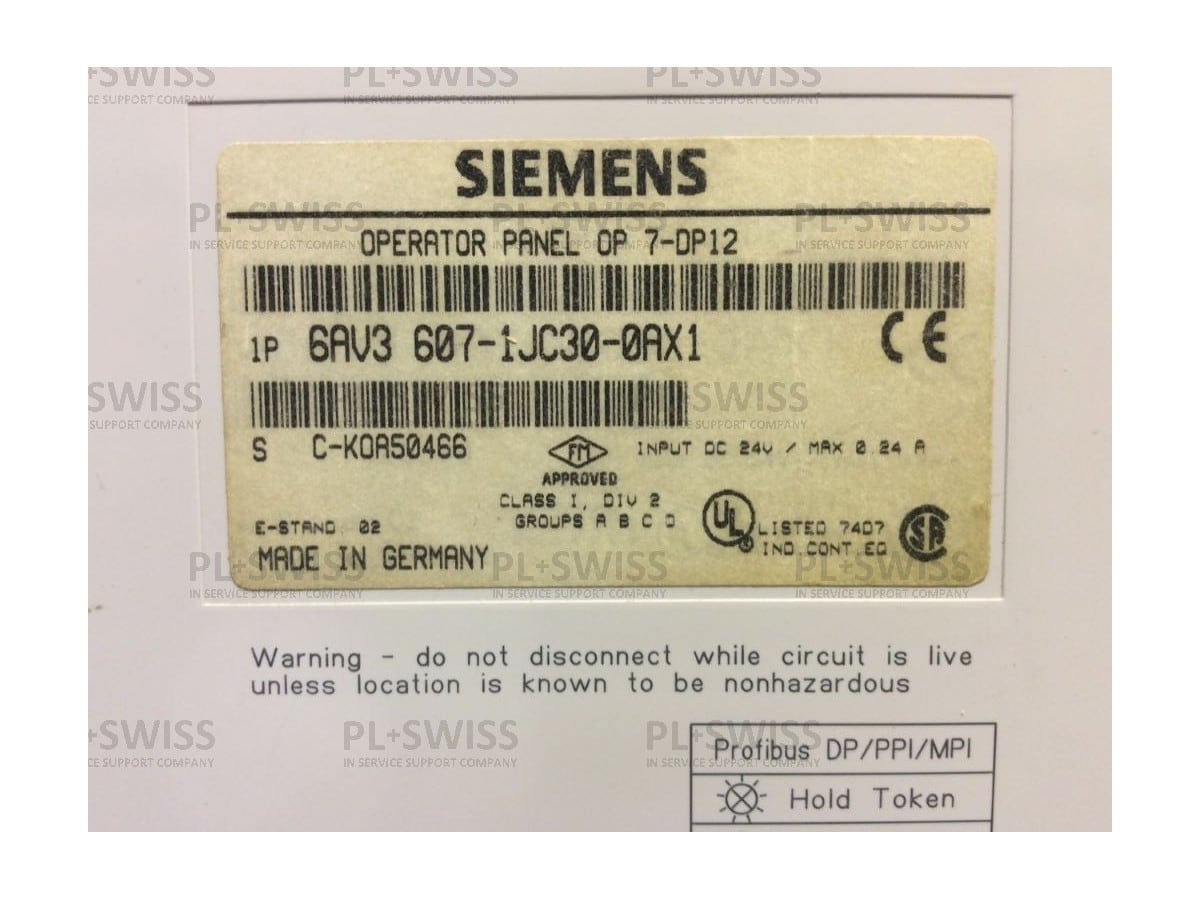 SIEMENS
OPERATOR PANEL OP 7-DP12
1P 6AV3 607-1JC30-0AX1 CE
S C-KOA50466
FM
APPROVED
INPUT DC 24V / MAX 0.24 A
CLASS I, DIV 2
GROUPS A B C D
E-STAND 02
MADE IN GERMANY
UL LISTED 74D7
IND.CONT.EQ
SA
Warning - do not disconnect while circuit is live
unless location is known to be nonhazardous
Profibus DP/PPI/MPI
Hold Token
PL+SWISS
IN SERVICE SUPPORT COMPANY